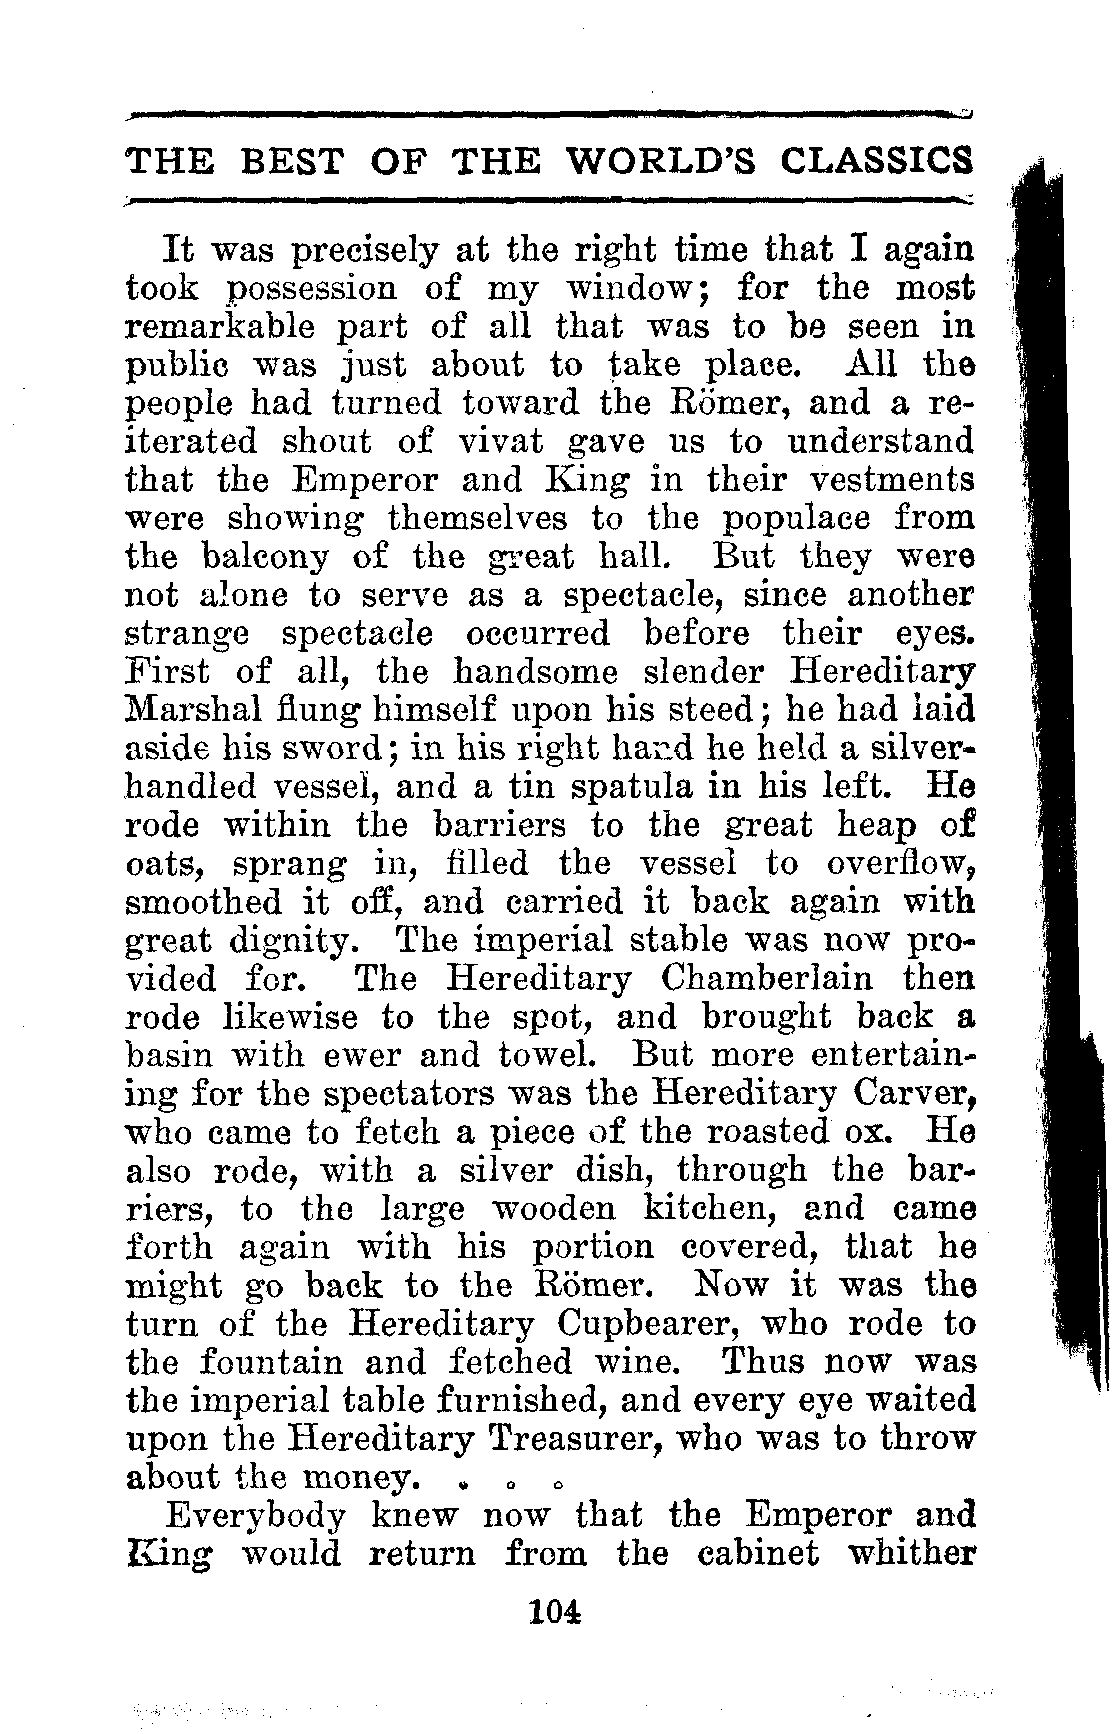 THE BEST OF THE WORLD'S CLASSICS
It was precisely at the right time that I again
took possession of my window; for the most
remarkable part of all that was to be seen in
public was just about to take place. All the
people had turned toward the Römer, and a re-
iterated shout of vivat gave us to understand
that the Emperor and King in their vestments
were showing themselves to the populace from
the balcony of the great hall. But they were
not alone to serve as a spectacle, since another
strange spectacle occurred before their eyes.
First of all, the handsome slender Hereditary
Marshal flung himself upon his steed; he had laid
aside his sword; in his right hand he held a silver-
handled vessel, and a tin spatula in his left. He
rode within the barriers to the great heap of
oats, sprang in, filled the vessel to overflow,
smoothed it off, and carried it back again with
great dignity. The imperial stable was now pro-
vided for. The Hereditary Chamberlain then
rode likewise to the spot, and brought back a
basin with ewer and towel. But more entertain-
ing for the spectators was the Hereditary Carver,
who came to fetch a piece of the roasted ox. He
also rode, with a silver dish, through the bar-
riers, to the large wooden kitchen, and came
forth again with his portion covered, that he
might go back to the Römer. Now it was the
turn of the Hereditary Cupbearer, who rode to
the fountain and fetched wine. Thus now was
the imperial table furnished, and every eye waited
upon the Hereditary Treasurer, who was to throw
about the money. . . .
Everybody knew now that the Emperor and
King would return from the cabinet whither
104